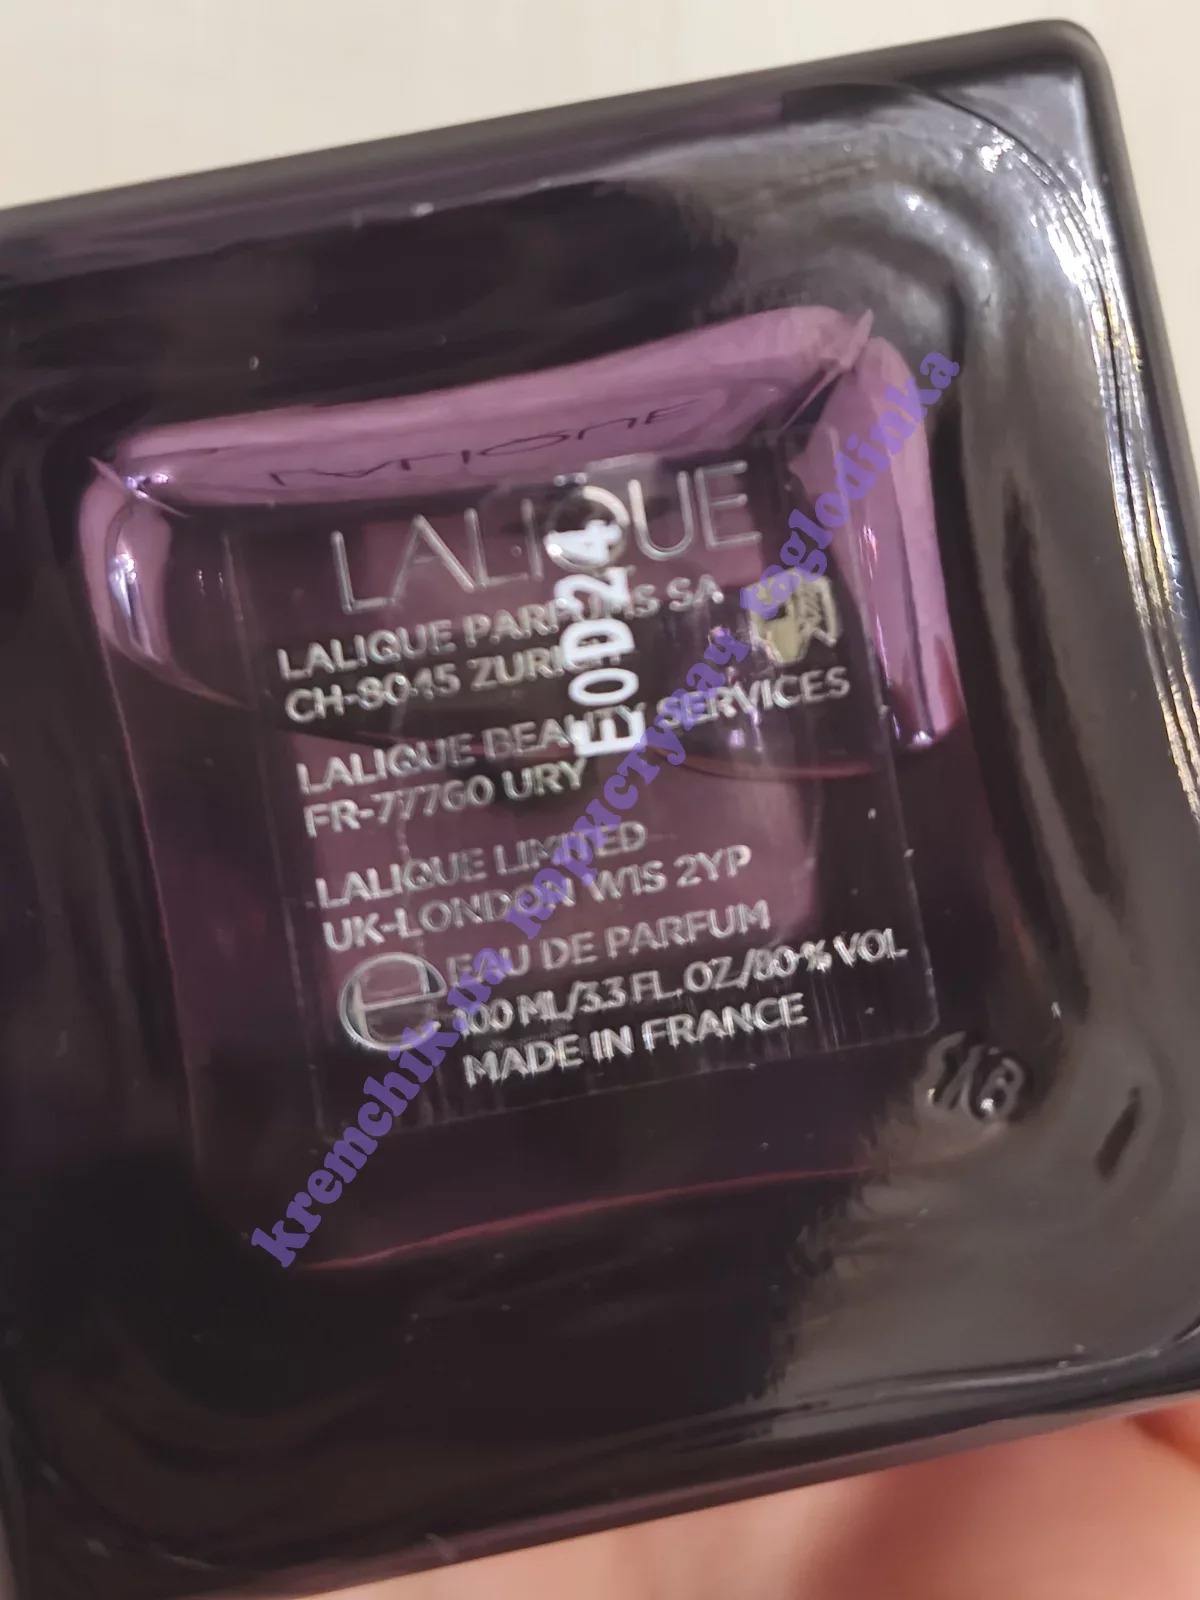 LALIQUE
LALIQUE PARFUMS SA
CH-8045 ZURICH
LALIQUE BEAUTY SERVICES
FR-77760 URY
LALIQUE LIMITED
UK-LONDON W1S 2YP
e EAU DE PARFUM
100 ML/3.3 FL.OZ/80% VOL
MADE IN FRANCE
E0D24
kremchik.ua користувач taglodinka